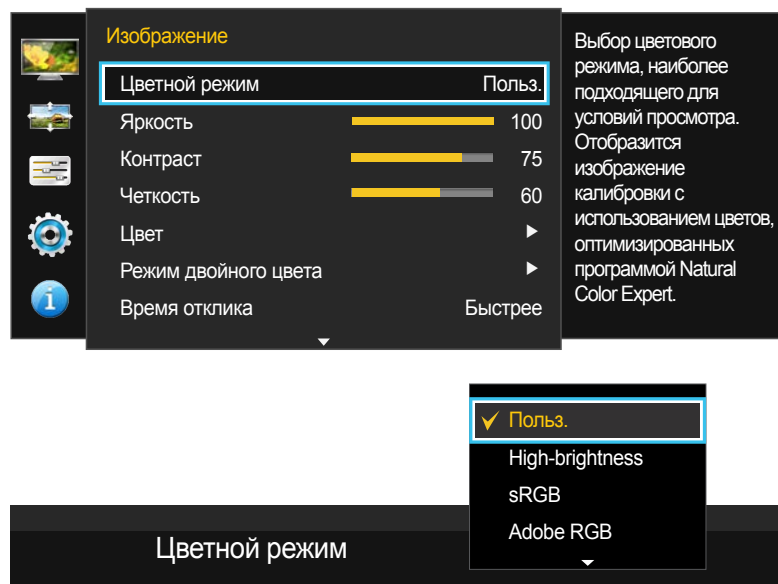 Изображение
Цветной режим Польз.
Яркость 100
Контраст 75
Четкость 60
Цвет
Режим двойного цвета
Время отклика Быстрее
Выбор цветового
режима, наиболее
подходящего для
условий просмотра.
Отобразится
изображение
калибровки с
использованием цветов,
оптимизированных
программой Natural
Color Expert.
Польз.
High-brightness
sRGB
Adobe RGB
Цветной режим